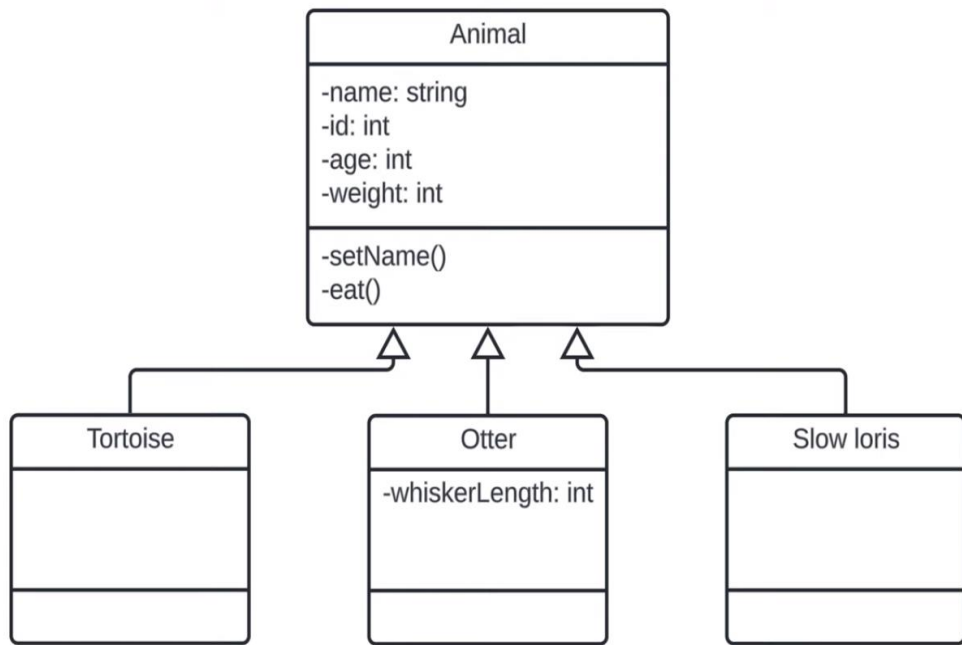 Animal
-name: string
-id: int
-age: int
-weight: int
-setName()
-eat()
Tortoise
Otter
Slow loris
-whiskerLength: int